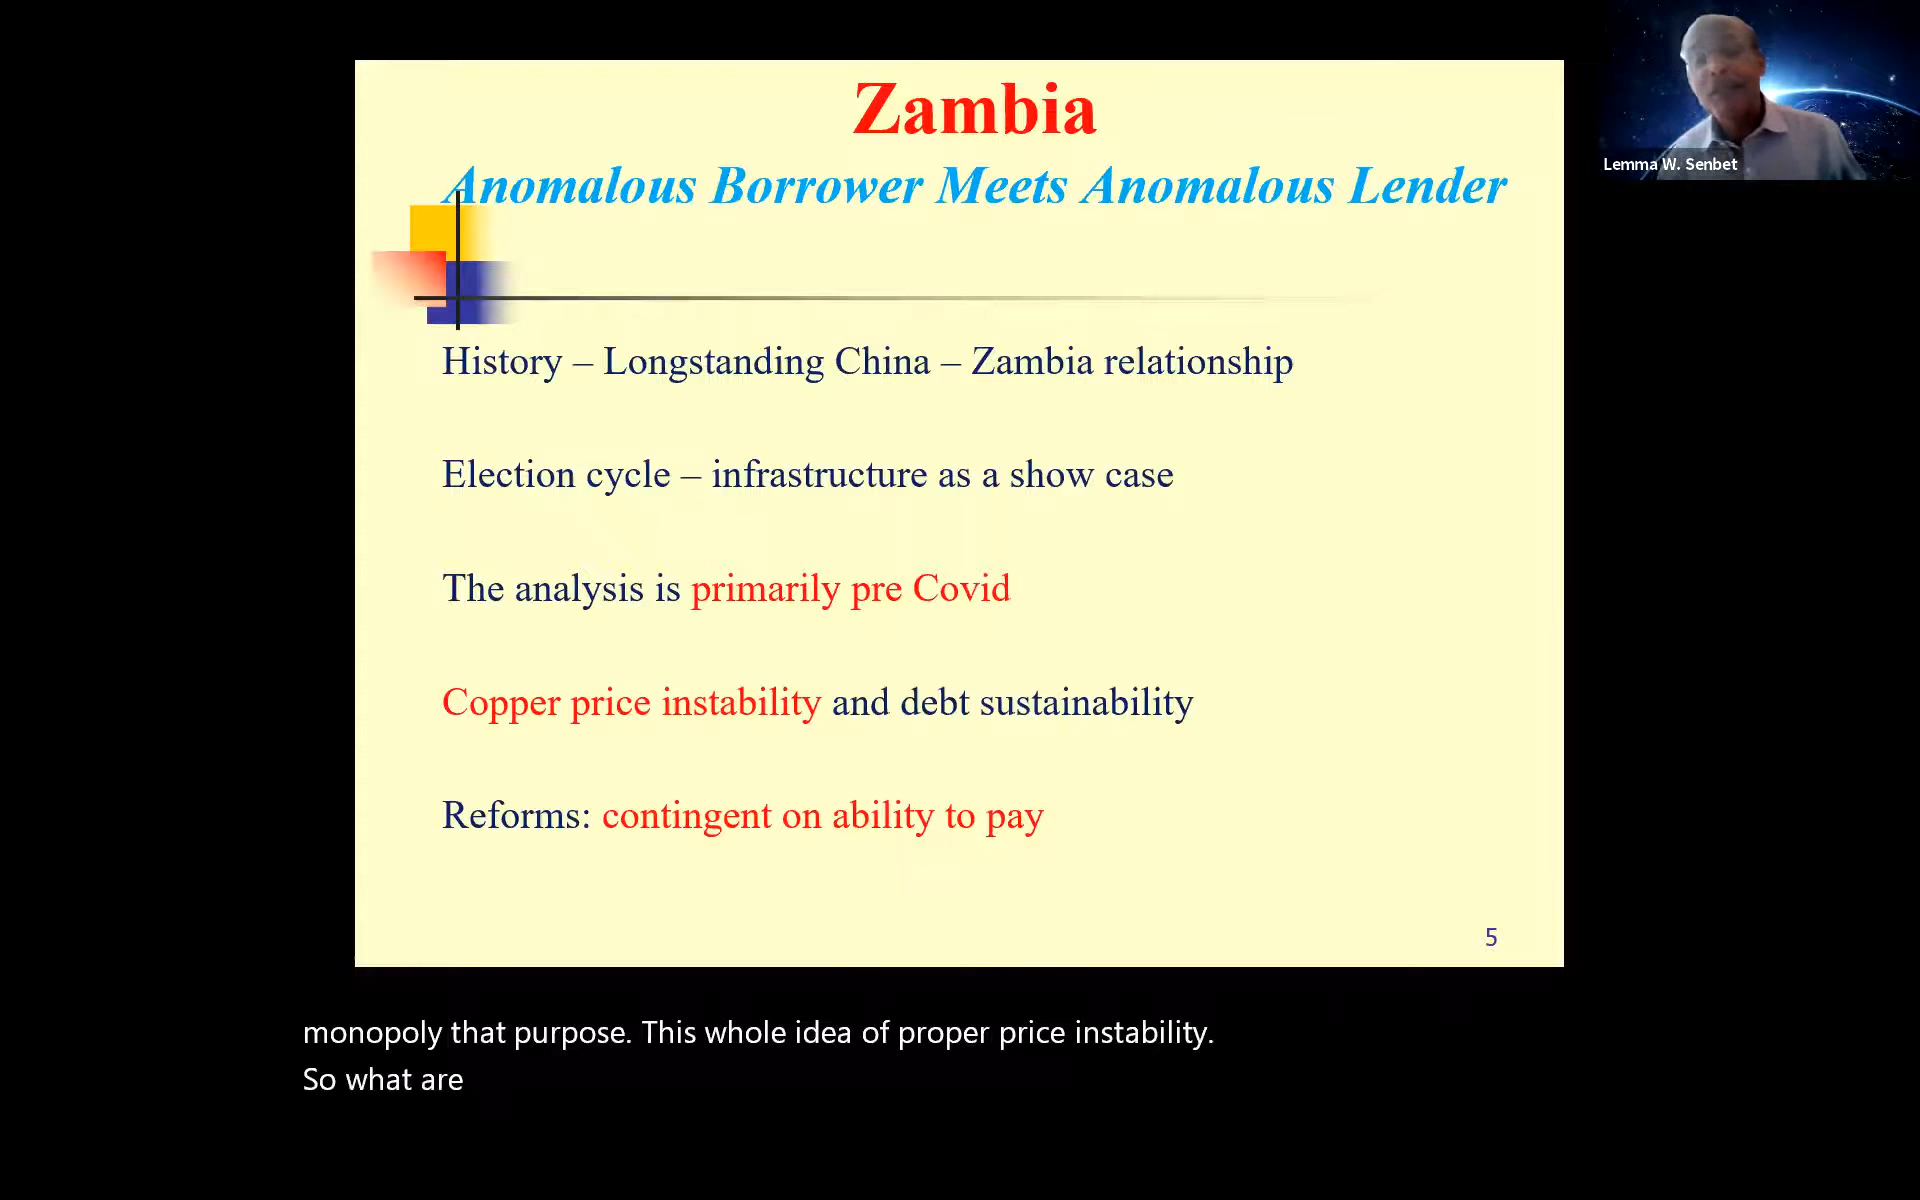 Zambia
Anomalous Borrower Meets Anomalous Lender
Lemma W. Senbet
History – Longstanding China – Zambia relationship
Election cycle – infrastructure as a show case
The analysis is primarily pre Covid
Copper price instability and debt sustainability
Reforms: contingent on ability to pay
5
monopoly that purpose. This whole idea of proper price instability.
So what are